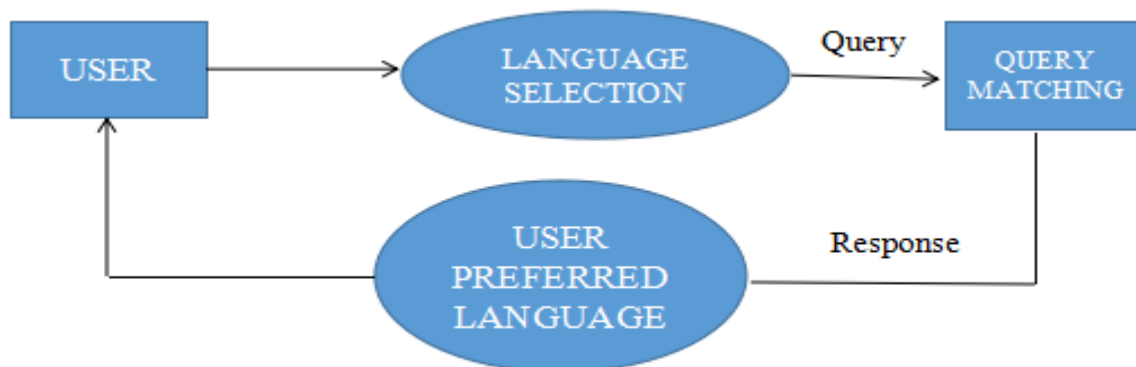 USER
LANGUAGE
SELECTION
Query
QUERY
MATCHING
USER
PREFERRED
LANGUAGE
Response